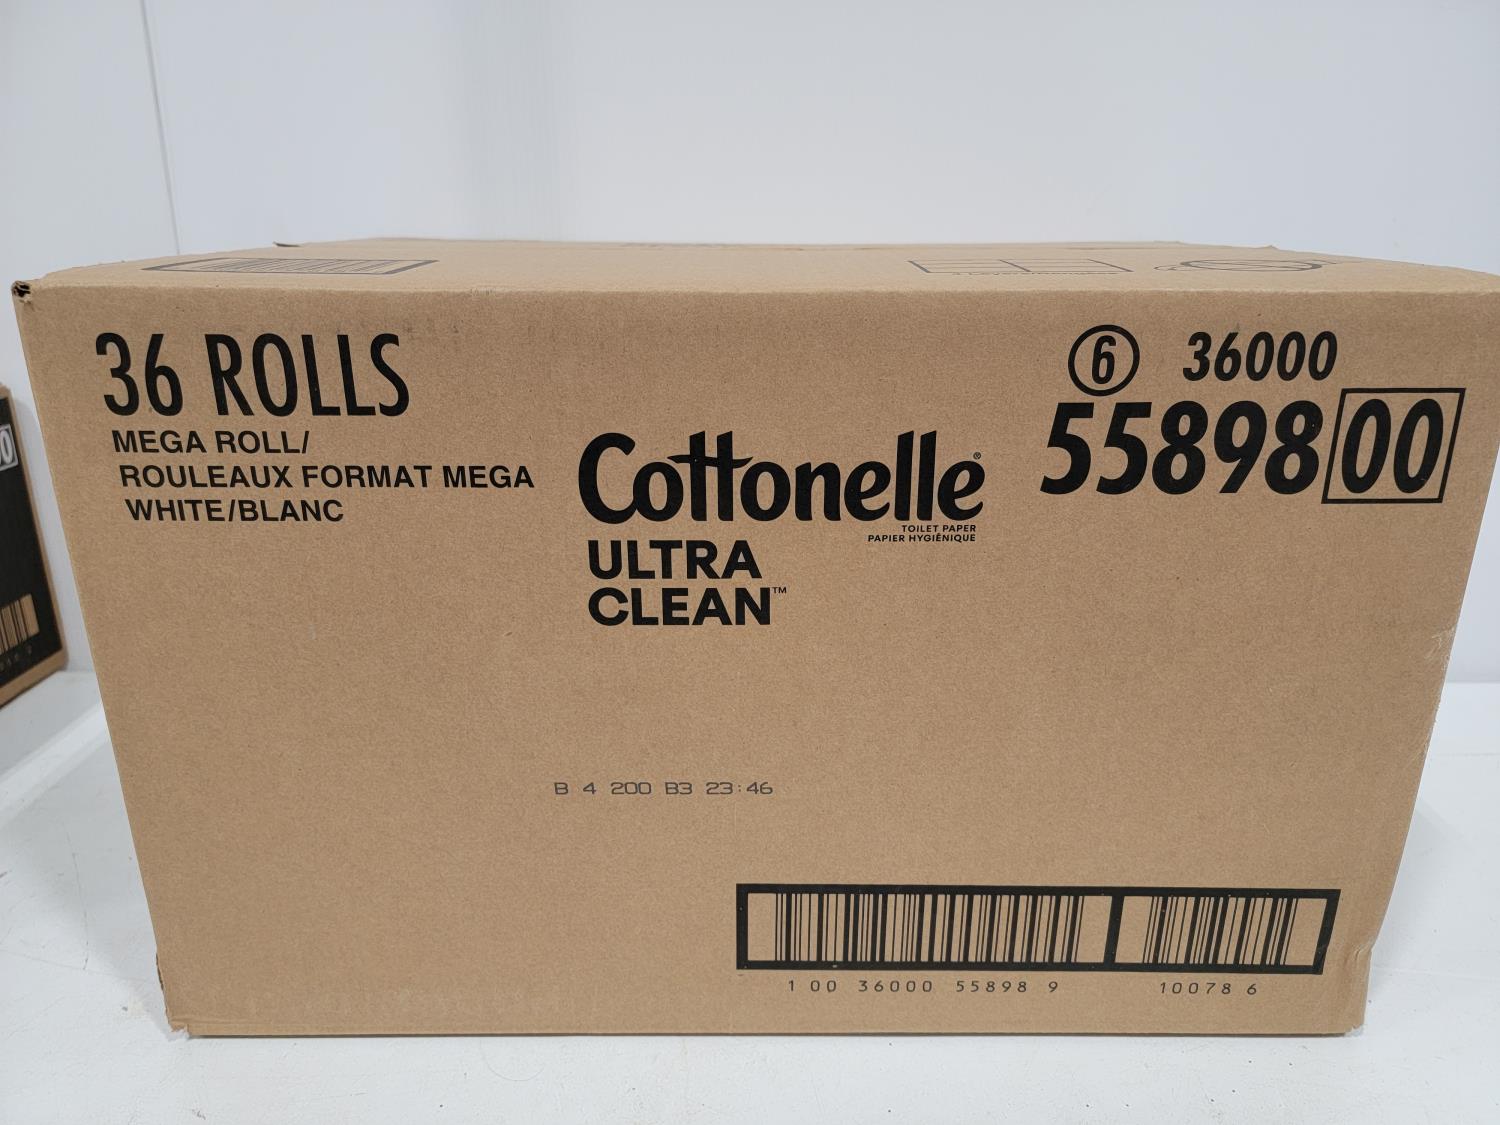 36 ROLLS
MEGA ROLL/
ROULEAUX FORMAT MEGA
WHITE/BLANC
6 36000
55898 00
Cottonelle®
TOILET PAPER
PAPIER HYGIÉNIQUE
ULTRA
CLEAN™
B 4 200 B3 23:46
1 00 36000 55898 9 10078 6